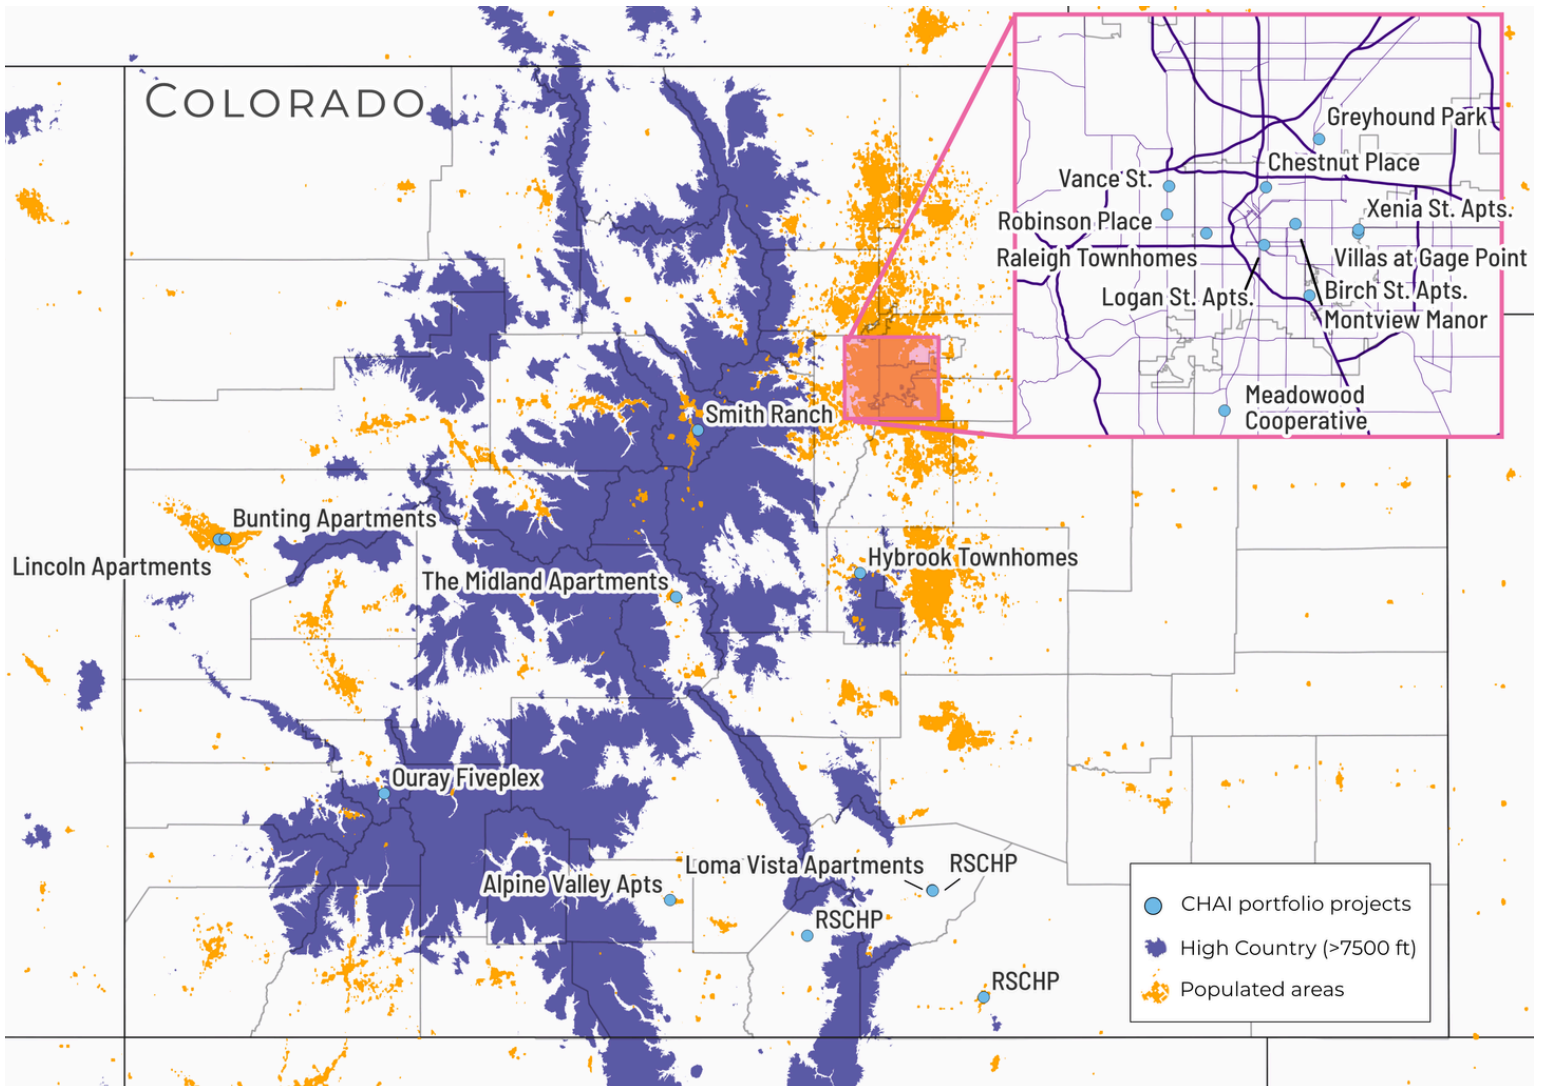 COLORADO
Greyhound Park
Chestnut Place
Vance St.
Xenia St. Apts.
Robinson Place
Raleigh Townhomes
Villas at Gage Point
Logan St. Apts.
Birch St. Apts.
Montview Manor
Meadowood
Cooperative
Smith Ranch
Bunting Apartments
Lincoln Apartments
Hybrook Townhomes
The Midland Apartments
Ouray Fiveplex
Loma Vista Apartments
RSCHP
Alpine Valley Apts
RSCHP
RSCHP
CHAI portfolio projects
High Country (>7500 ft)
Populated areas